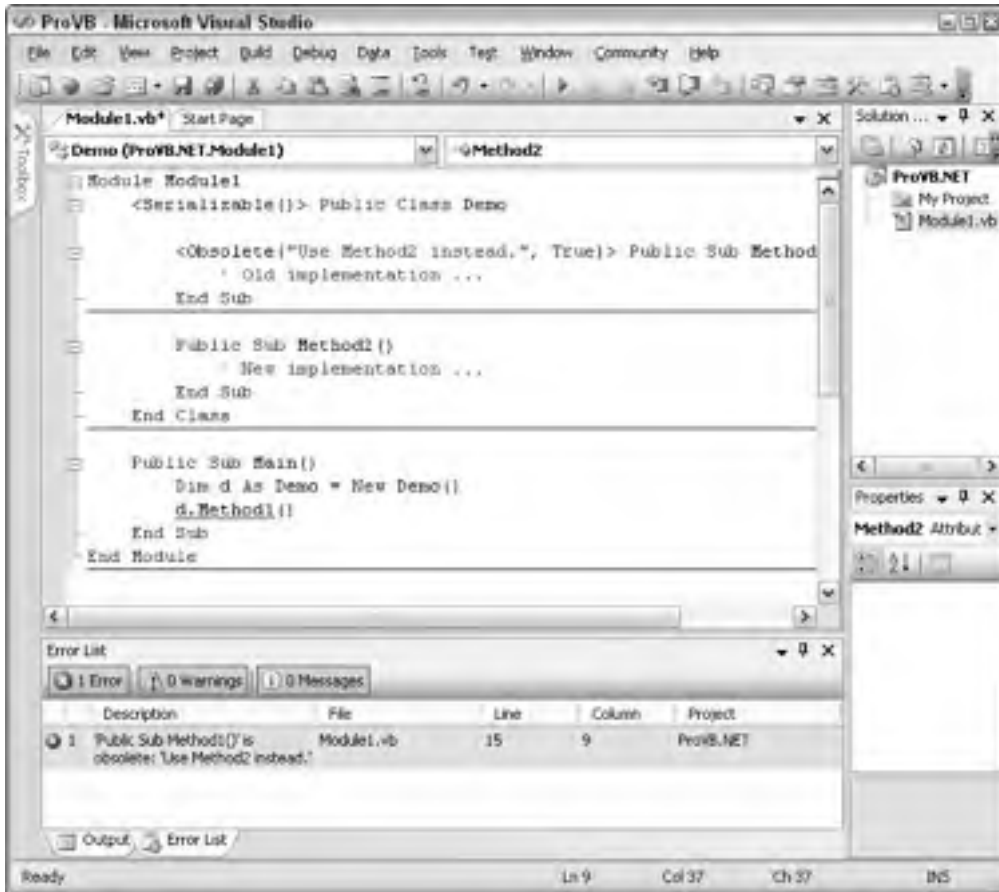 ProVB - Microsoft Visual Studio
File Edit View Project Build Debug Data Tools Test Window Community Help
Toolbox
Module1.vb* Start Page
Demo (ProVB.NET.Module1) Method2
Module Module1
<Serializable()> Public Class Demo
<Obsolete("Use Method2 instead.", True)> Public Sub Method
' Old implementation ...
End Sub
Public Sub Method2()
' New implementation ...
End Sub
End Class
Public Sub Main()
Dim d As Demo = New Demo()
d.Method1()
End Sub
End Module
Solution ...
ProVB.NET
My Project
Module1.vb
Properties
Method2 Attribut
Error List
1 Error 0 Warnings 0 Messages
Description File Line Column Project
1 'Public Sub Method1()' is Module1.vb 15 9 ProVB.NET
obsolete: 'Use Method2 instead.'
Output Error List
Ready Ln 9 Col 37 Ch 37 INS